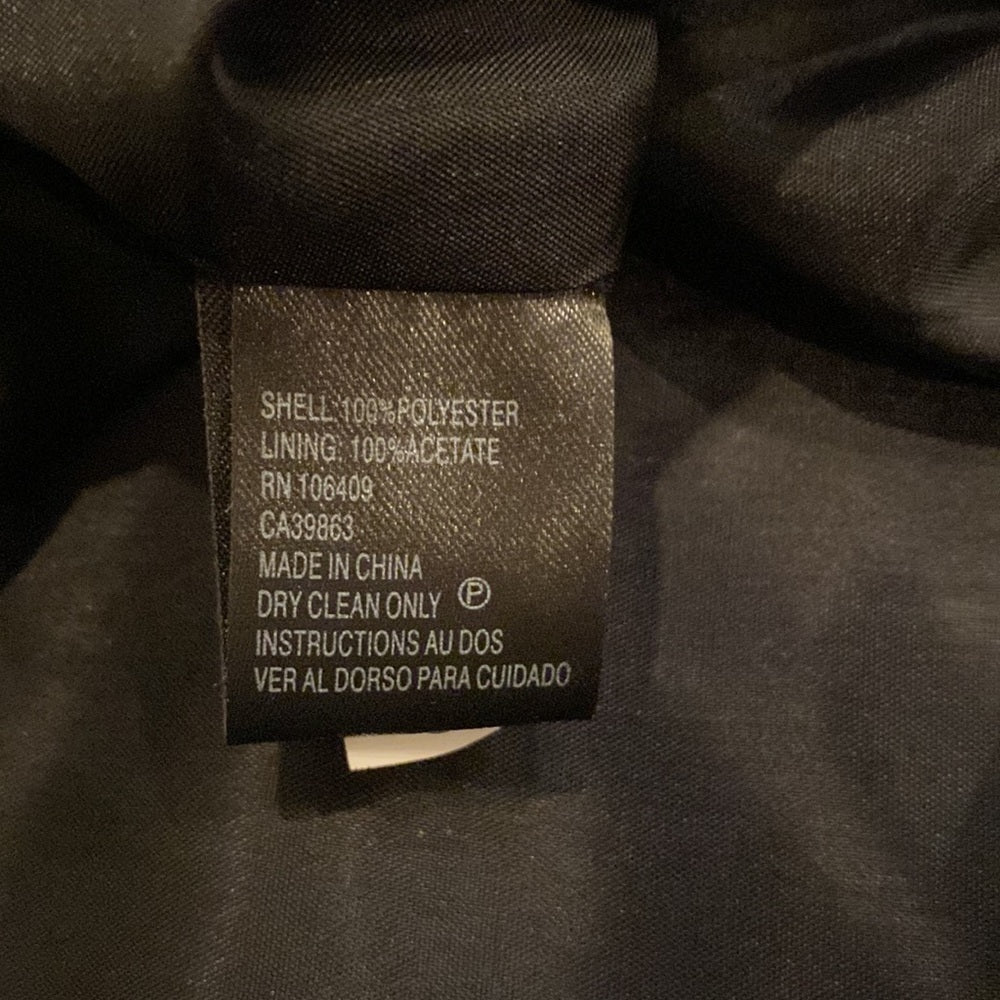 SHELL:100%POLYESTER
LINING: 100%ACETATE
RN 106409
CA39863
MADE IN CHINA
DRY CLEAN ONLY Ⓟ
INSTRUCTIONS AU DOS
VER AL DORSO PARA CUIDADO